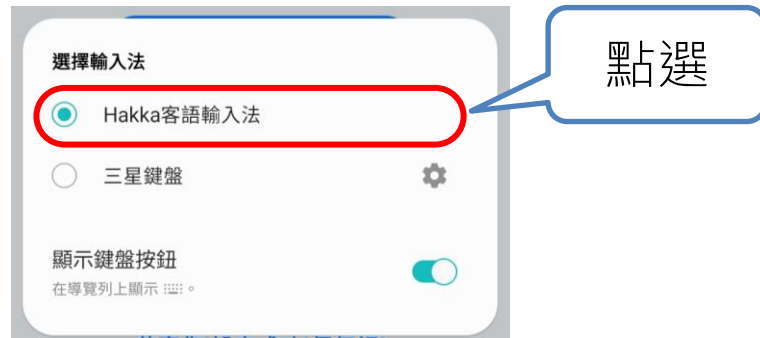 選擇輸入法
點選
Hakka客語輸入法
三星鍵盤
顯示鍵盤按鈕
在導覽列上顯示 。